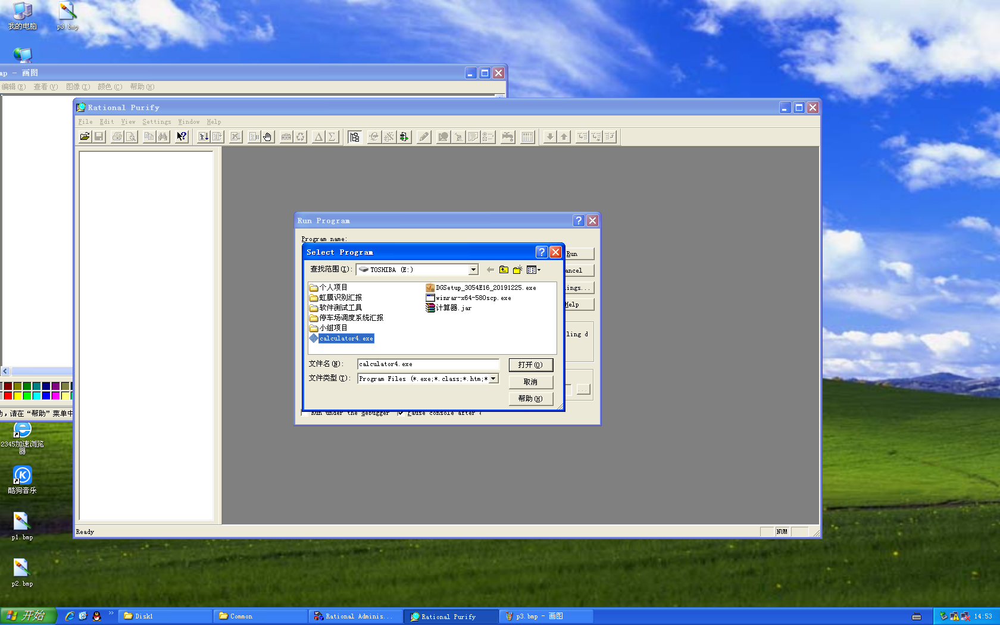 我的电脑
p3.bmp
mp - 画图
编辑(E) 查看(V) 图像(I) 颜色(C) 帮助(H)
Rational Purify
File Edit View Settings Window Help
Run Program
Program name:
Select Program
Run
查找范围(I): TOSHIBA (E:)
ancel
个人项目
DGSetup_3054E16_20191225.exe
ings...
虹膜识别汇报
winrar-x64-580scp.exe
软件测试工具
计算器.jar
Help
停车场调度系统汇报
小组项目
ling d
calculator4.exe
文件名(N): calculator4.exe
打开(O)
文件类型(T): Program Files (*.exe;*.class;*.htm;*
取消
...
帮助(H)
Run under the debugger Pause console after
,请在“帮助”菜单中
2345加速浏览
器
酷狗音乐
Ready
NUM
p1.bmp
p2.bmp
开始
Disk1
Common
Rational Adminis...
Rational Purify
p3.bmp - 画图
14:53